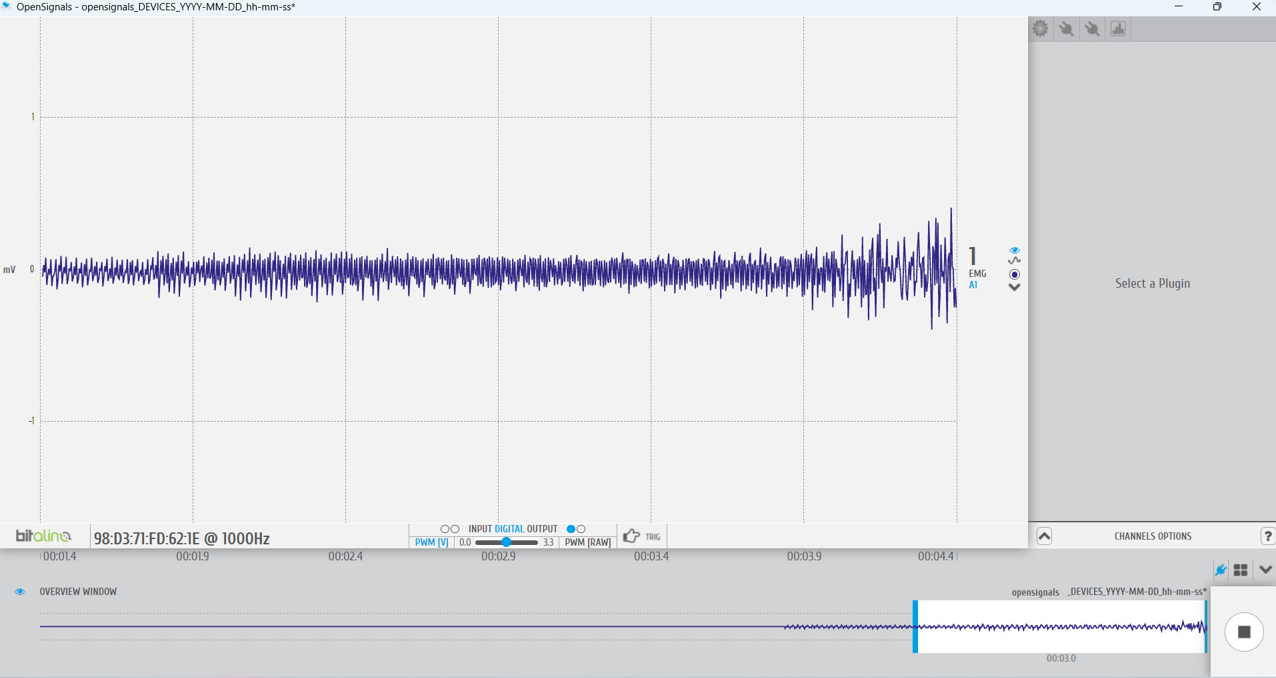 OpenSignals - opensignals_DEVICES_YYYY-MM-DD_hh-mm-ss*
1
mV 0
-1
1
EMG
A1
Select a Plugin
bitalino
98:D3:71:FD:62:1E @ 1000Hz
INPUT DIGITAL OUTPUT
PWM [V] 0.0 3.3 PWM [RAW]
TRIG
CHANNELS OPTIONS ?
00:01.4 00:01.9 00:02.4 00:02.9 00:03.4 00:03.9 00:04.4
OVERVIEW WINDOW
opensignals _DEVICES_YYYY-MM-DD_hh-mm-ss*
00:03.0